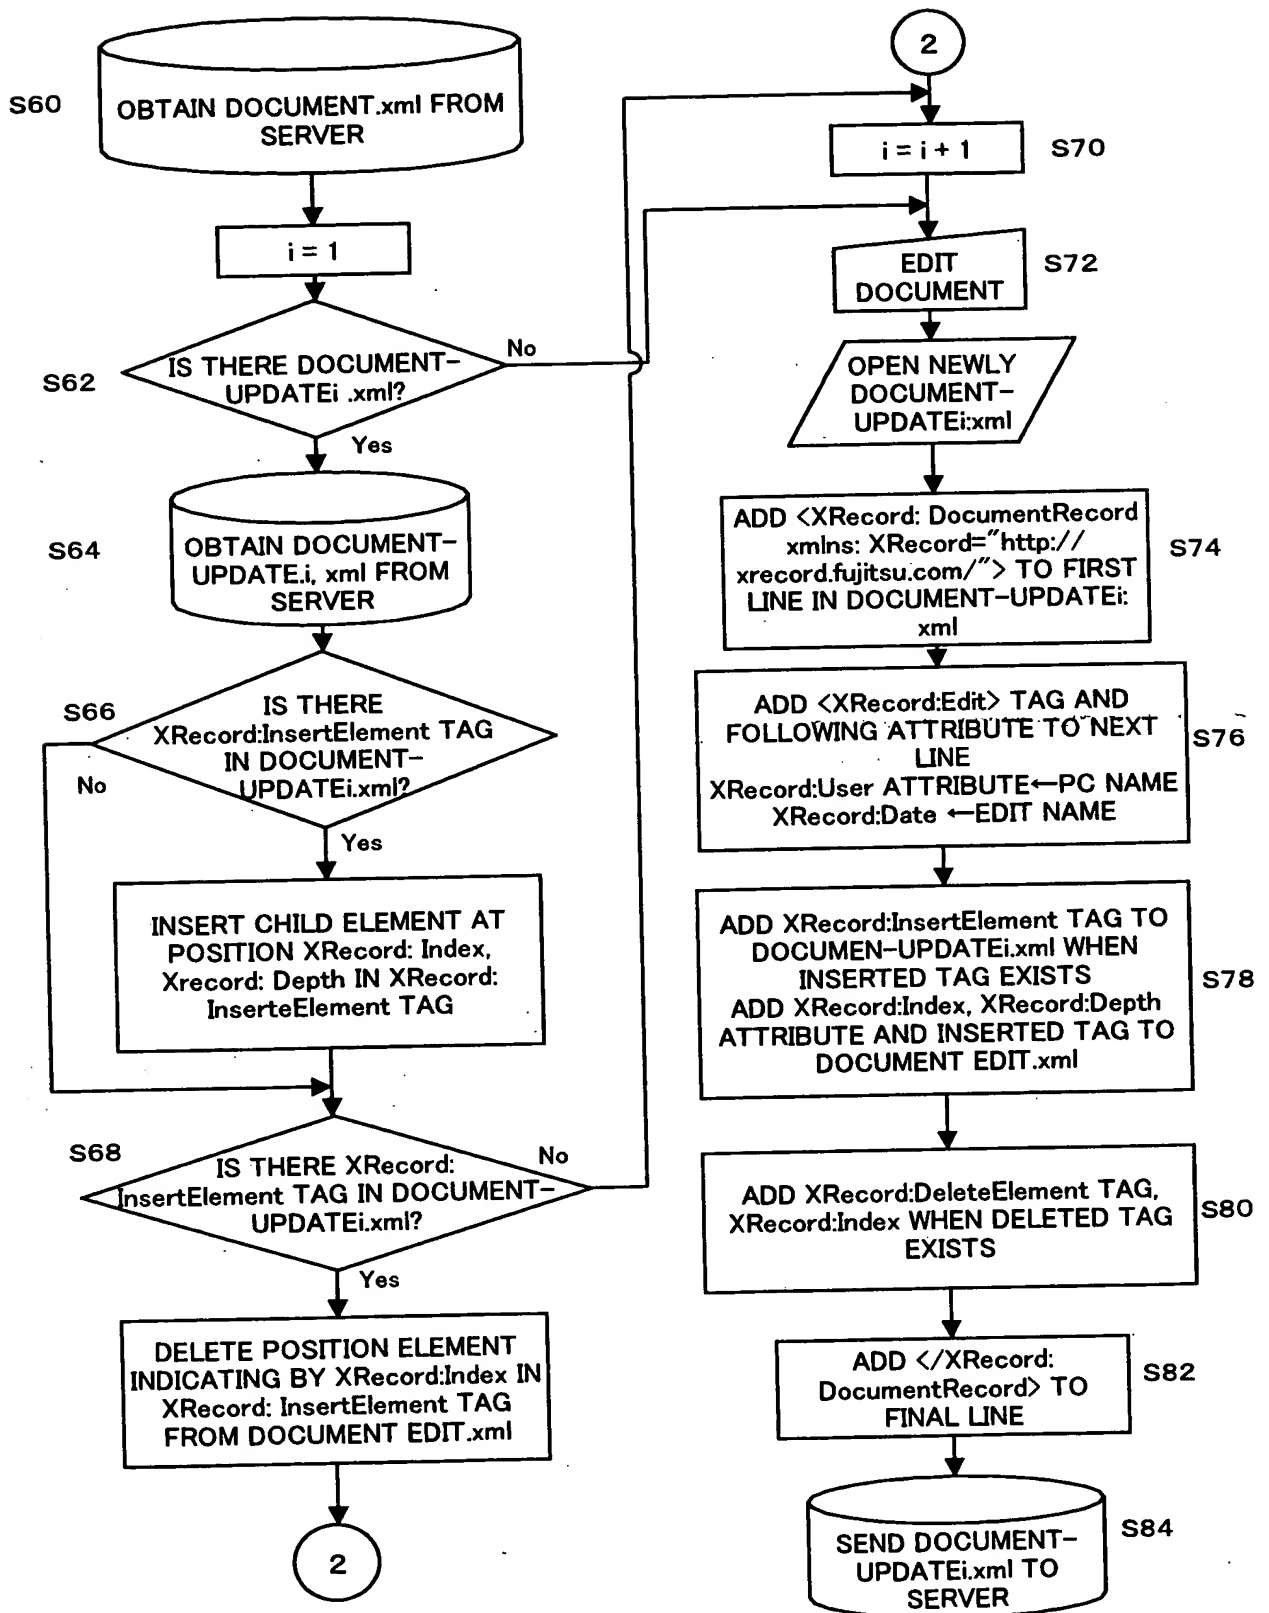 S60
OBTAIN DOCUMENT.xml FROM
SERVER
i = 1
S62
IS THERE DOCUMENT-
UPDATEi .xml?
No
Yes
S64
OBTAIN DOCUMENT-
UPDATE.i, xml FROM
SERVER
S66
IS THERE
XRecord:InsertElement TAG
IN DOCUMENT-
UPDATEi.xml?
No
Yes
INSERT CHILD ELEMENT AT
POSITION XRecord: Index,
Xrecord: Depth IN XRecord:
InserteElement TAG
S68
IS THERE XRecord:
InsertElement TAG IN DOCUMENT-
UPDATEi.xml?
No
Yes
DELETE POSITION ELEMENT
INDICATING BY XRecord:Index IN
XRecord: InsertElement TAG
FROM DOCUMENT EDIT.xml
2
2
i = i + 1
S70
EDIT
DOCUMENT
S72
OPEN NEWLY
DOCUMENT-
UPDATEi:xml
ADD <XRecord: DocumentRecord
xmlns: XRecord="http://
xrecord.fujitsu.com/"> TO FIRST
LINE IN DOCUMENT-UPDATEi:
xml
S74
ADD <XRecord:Edit> TAG AND
FOLLOWING ATTRIBUTE TO NEXT
LINE
XRecord:User ATTRIBUTE←PC NAME
XRecord:Date ←EDIT NAME
S76
ADD XRecord:InsertElement TAG TO
DOCUMEN-UPDATEi.xml WHEN
INSERTED TAG EXISTS
ADD XRecord:Index, XRecord:Depth
ATTRIBUTE AND INSERTED TAG TO
DOCUMENT EDIT.xml
S78
ADD XRecord:DeleteElement TAG,
XRecord:Index WHEN DELETED TAG
EXISTS
S80
ADD </XRecord:
DocumentRecord> TO
FINAL LINE
S82
SEND DOCUMENT-
UPDATEi.xml TO
SERVER
S84